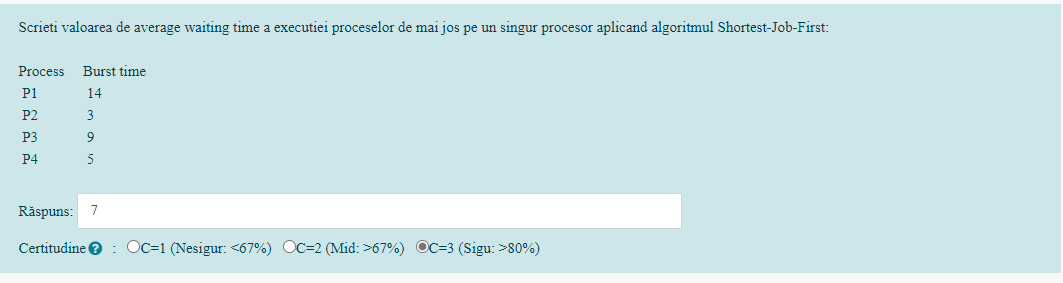 Scrieti valoarea de average waiting time a executiei proceselor de mai jos pe un singur procesor aplicand algoritmul Shortest-Job-First:
Process Burst time
P1 14
P2 3
P3 9
P4 5
Răspuns: 7
Certitudine ? : C=1 (Nesigur: <67%) C=2 (Mid: >67%) C=3 (Sigu: >80%)